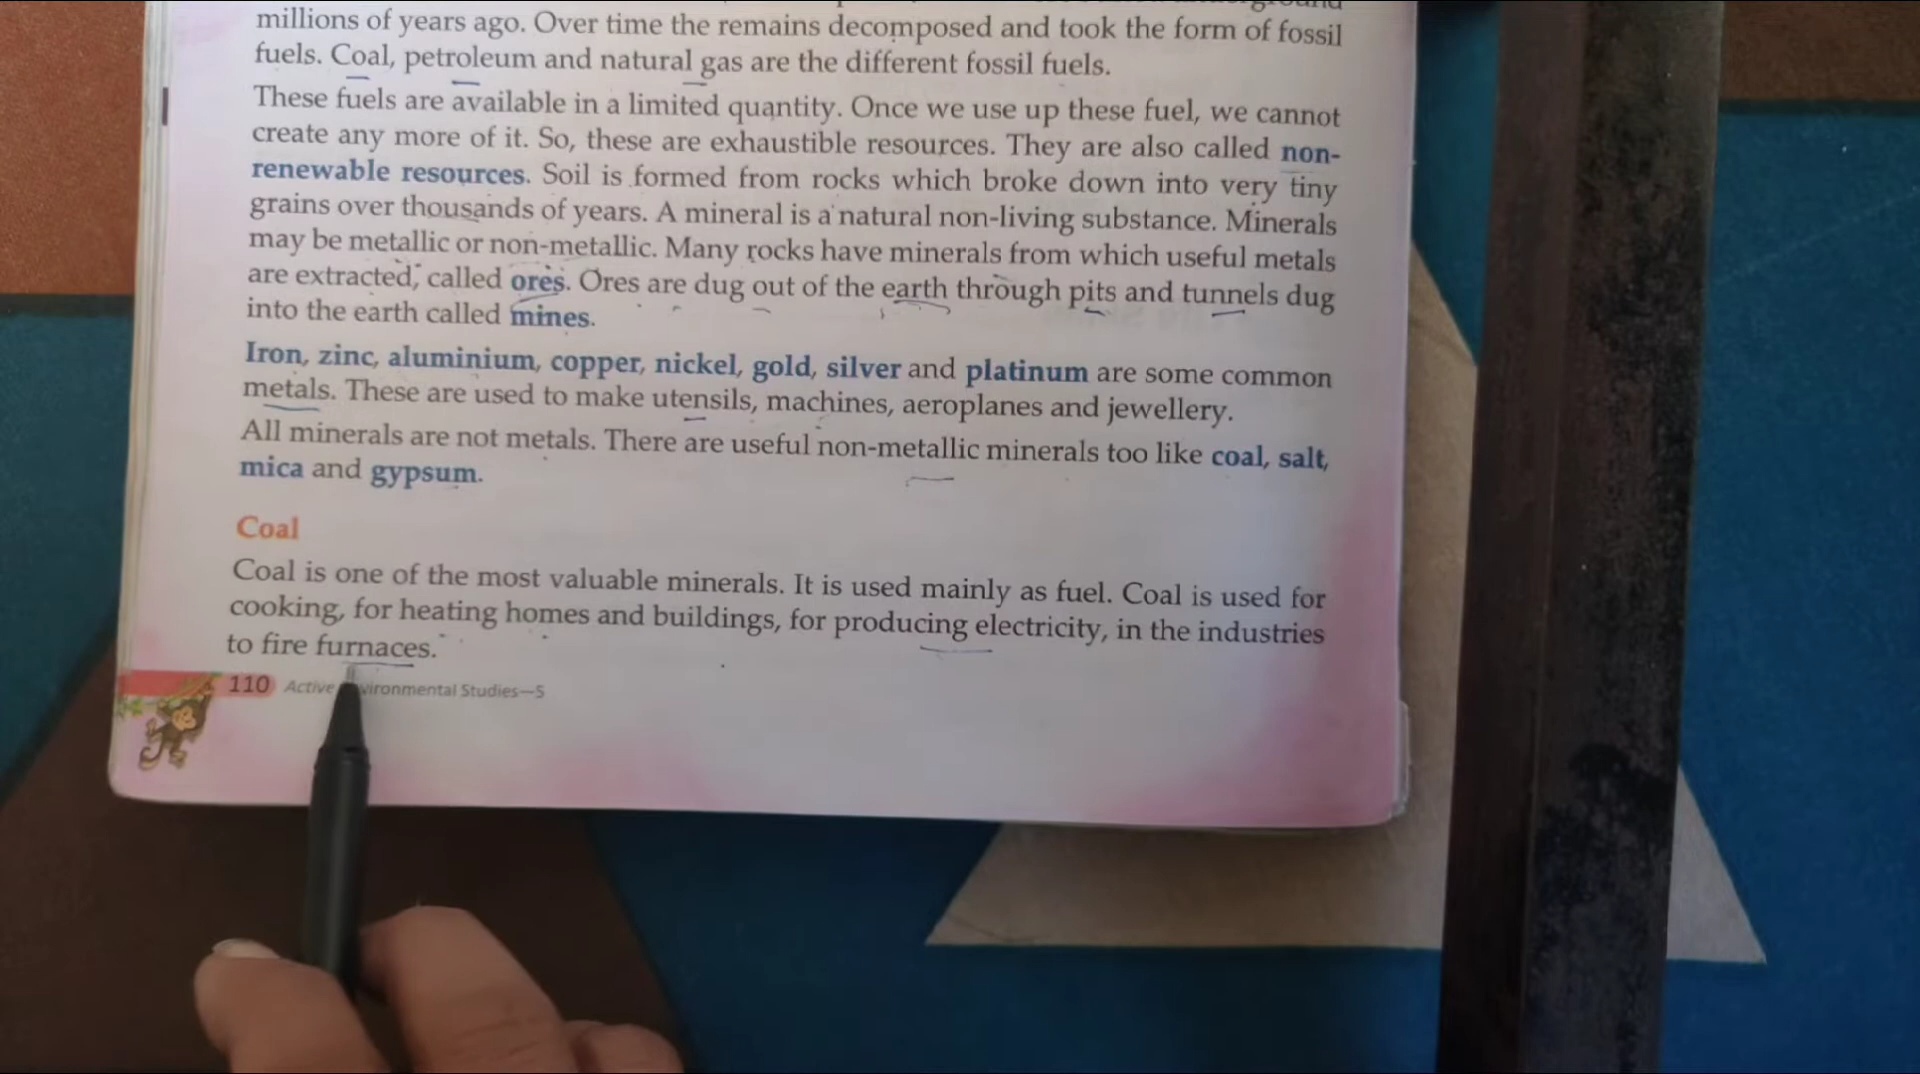 millions of years ago. Over time the remains decomposed and took the form of fossil
fuels. Coal, petroleum and natural gas are the different fossil fuels.
These fuels are available in a limited quantity. Once we use up these fuel, we cannot
create any more of it. So, these are exhaustible resources. They are also called non-
renewable resources. Soil is formed from rocks which broke down into very tiny
grains over thousands of years. A mineral is a natural non-living substance. Minerals
may be metallic or non-metallic. Many rocks have minerals from which useful metals
are extracted, called ores. Ores are dug out of the earth through pits and tunnels dug
into the earth called mines.
Iron, zinc, aluminium, copper, nickel, gold, silver and platinum are some common
metals. These are used to make utensils, machines, aeroplanes and jewellery.
All minerals are not metals. There are useful non-metallic minerals too like coal, salt,
mica and gypsum.
Coal
Coal is one of the most valuable minerals. It is used mainly as fuel. Coal is used for
cooking, for heating homes and buildings, for producing electricity, in the industries
to fire furnaces.
110 Active Environmental Studies—5